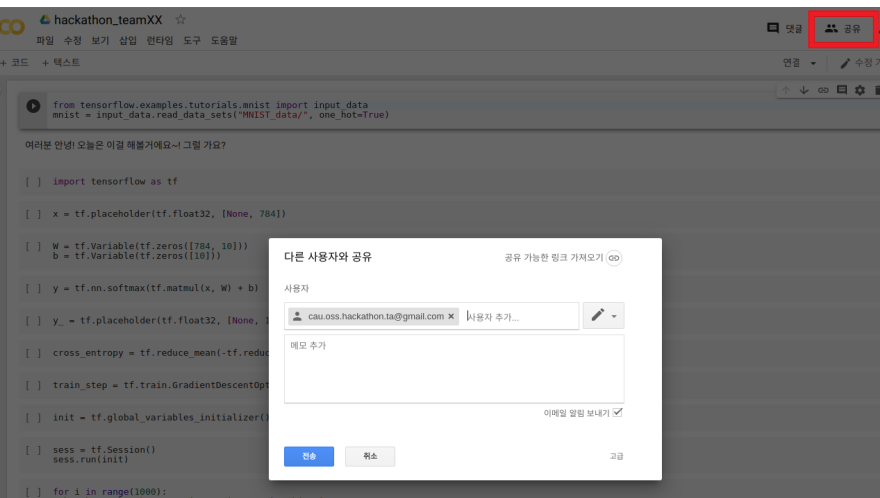 hackathon_teamXX
댓글
공유
파일 수정 보기 삽입 런타임 도구 도움말
+ 코드 + 텍스트
연결
수정
from tensorflow.examples.tutorials.mnist import input_data
mnist = input_data.read_data_sets("MNIST_data/", one_hot=True)
여러분 안녕! 오늘은 이걸 해볼거에요~! 그럴 가요?
[ ] import tensorflow as tf
[ ] x = tf.placeholder(tf.float32, [None, 784])
[ ] W = tf.Variable(tf.zeros([784, 10]))
b = tf.Variable(tf.zeros([10]))
[ ] y = tf.nn.softmax(tf.matmul(x, W) + b)
[ ] y_ = tf.placeholder(tf.float32, [None,
[ ] cross_entropy = tf.reduce_mean(-tf.reduc
[ ] train_step = tf.train.GradientDescentOpt
[ ] init = tf.global_variables_initializer()
[ ] sess = tf.Session()
sess.run(init)
[ ] for i in range(1000):
다른 사용자와 공유
공유 가능한 링크 가져오기
사용자
cau.oss.hackathon.ta@gmail.com × 사용자 추가...
메모 추가
이메일 알림 보내기
전송
취소
고급